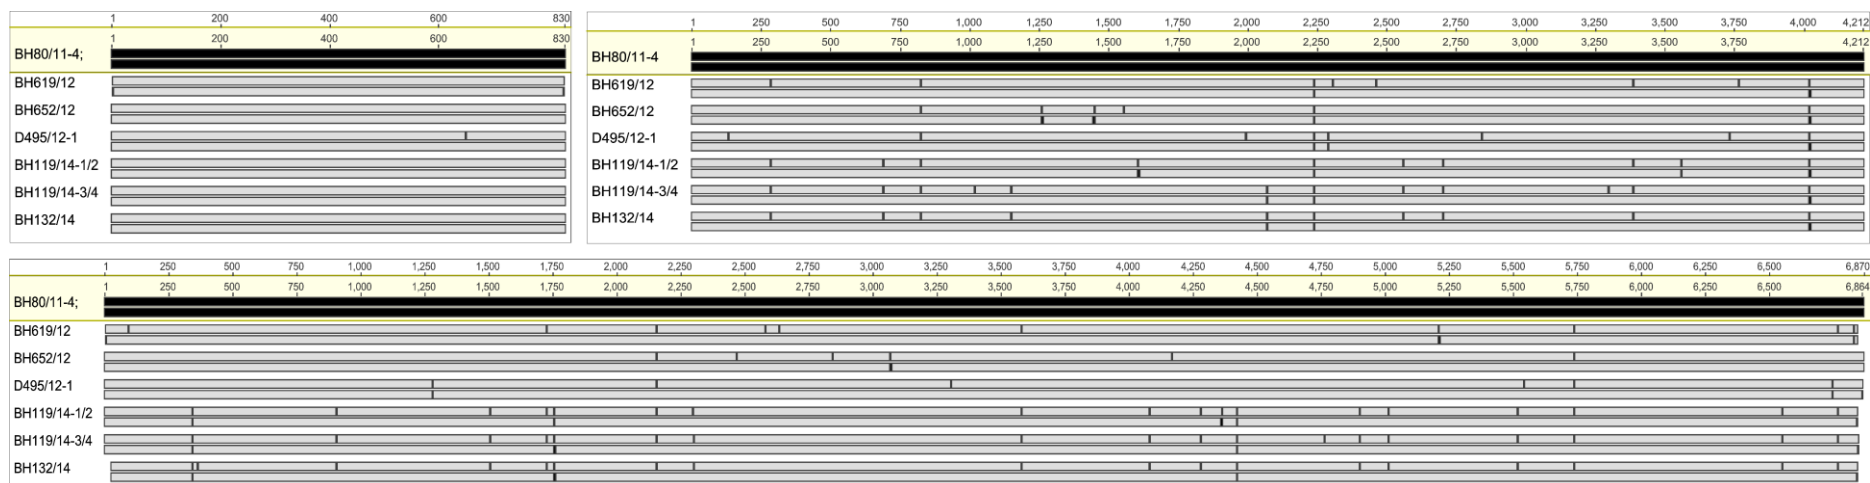 1 200 400 600 830
1 200 400 600 830
BH80/11-4;
BH619/12
BH652/12
D495/12-1
BH119/14-1/2
BH119/14-3/4
BH132/14
1 250 500 750 1,000 1,250 1,500 1,750 2,000 2,250 2,500 2,750 3,000 3,250 3,500 3,750 4,000 4,212
1 250 500 750 1,000 1,250 1,500 1,750 2,000 2,250 2,500 2,750 3,000 3,250 3,500 3,750 4,212
BH80/11-4
BH619/12
BH652/12
D495/12-1
BH119/14-1/2
BH119/14-3/4
BH132/14
1 250 500 750 1,000 1,250 1,500 1,750 2,000 2,250 2,500 2,750 3,000 3,250 3,500 3,750 4,000 4,250 4,500 4,750 5,000 5,250 5,500 5,750 6,000 6,250 6,500 6,870
1 250 500 750 1,000 1,250 1,500 1,750 2,000 2,250 2,500 2,750 3,000 3,250 3,500 3,750 4,000 4,250 4,500 4,750 5,000 5,250 5,500 5,750 6,000 6,250 6,500 6,864
BH80/11-4;
BH619/12
BH652/12
D495/12-1
BH119/14-1/2
BH119/14-3/4
BH132/14